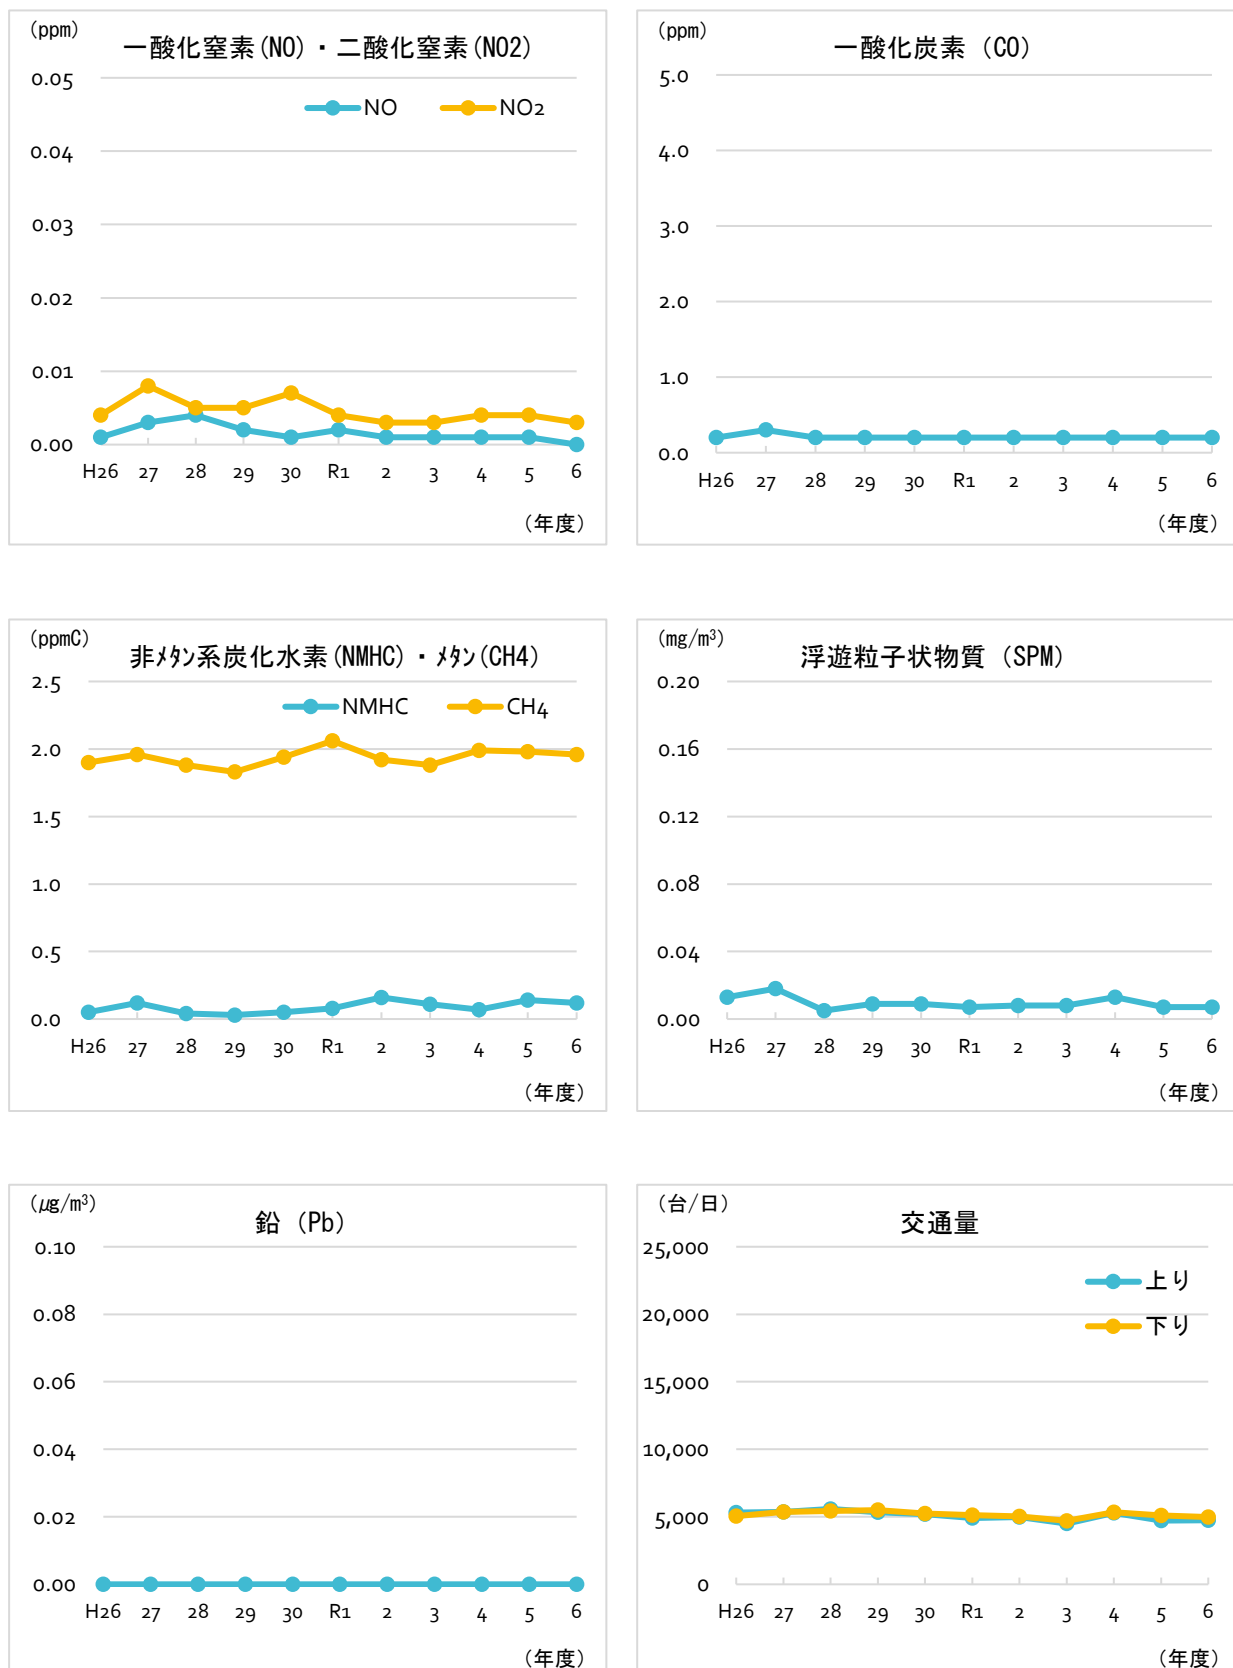 (ppm)
一酸化窒素(NO)・二酸化窒素(NO2)
NO NO2
0.05
0.04
0.03
0.02
0.01
0.00
H26 27 28 29 30 R1 2 3 4 5 6
(年度)
(ppm)
一酸化炭素 (CO)
5.0
4.0
3.0
2.0
1.0
0.0
H26 27 28 29 30 R1 2 3 4 5 6
(年度)
(ppmC)
非ﾒﾀﾝ系炭化水素(NMHC)・ﾒﾀﾝ(CH4)
NMHC CH4
2.5
2.0
1.5
1.0
0.5
0.0
H26 27 28 29 30 R1 2 3 4 5 6
(年度)
(mg/m³)
浮遊粒子状物質 (SPM)
0.20
0.16
0.12
0.08
0.04
0.00
H26 27 28 29 30 R1 2 3 4 5 6
(年度)
(μg/m³)
鉛 (Pb)
0.10
0.08
0.06
0.04
0.02
0.00
H26 27 28 29 30 R1 2 3 4 5 6
(年度)
(台/日)
交通量
上り
下り
25,000
20,000
15,000
10,000
5,000
0
H26 27 28 29 30 R1 2 3 4 5 6
(年度)